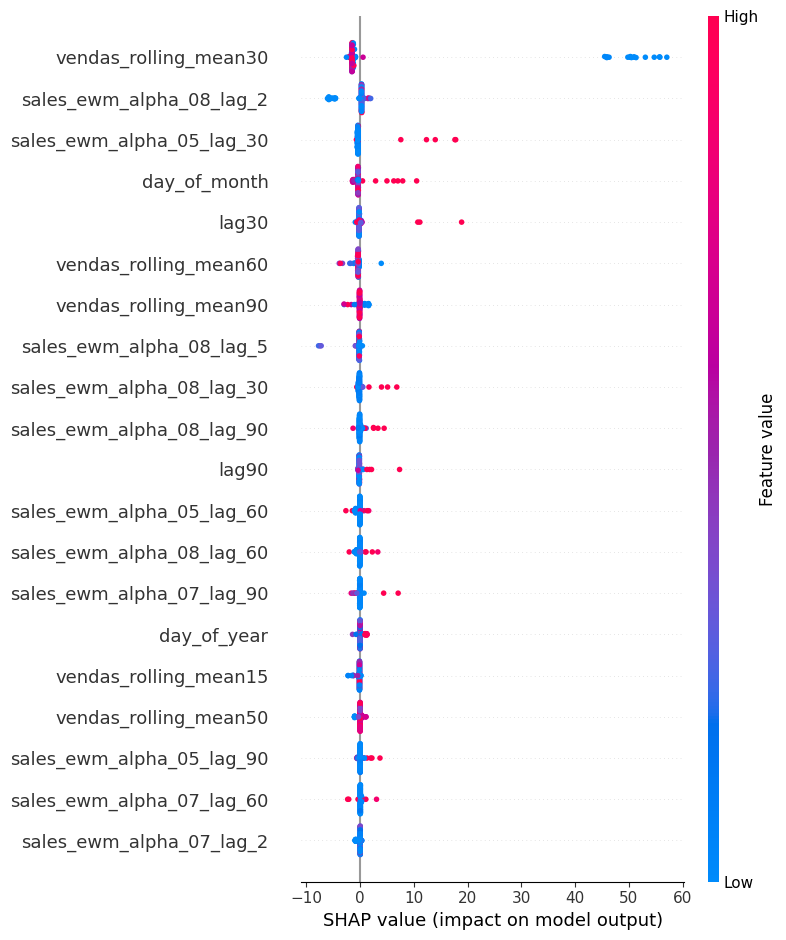 High
vendas_rolling_mean30
sales_ewm_alpha_08_lag_2
sales_ewm_alpha_05_lag_30
day_of_month
lag30
vendas_rolling_mean60
vendas_rolling_mean90
sales_ewm_alpha_08_lag_5
sales_ewm_alpha_08_lag_30
sales_ewm_alpha_08_lag_90
lag90
sales_ewm_alpha_05_lag_60
sales_ewm_alpha_08_lag_60
sales_ewm_alpha_07_lag_90
day_of_year
vendas_rolling_mean15
vendas_rolling_mean50
sales_ewm_alpha_05_lag_90
sales_ewm_alpha_07_lag_60
sales_ewm_alpha_07_lag_2
Feature value
Low
−10 0 10 20 30 40 50 60
SHAP value (impact on model output)